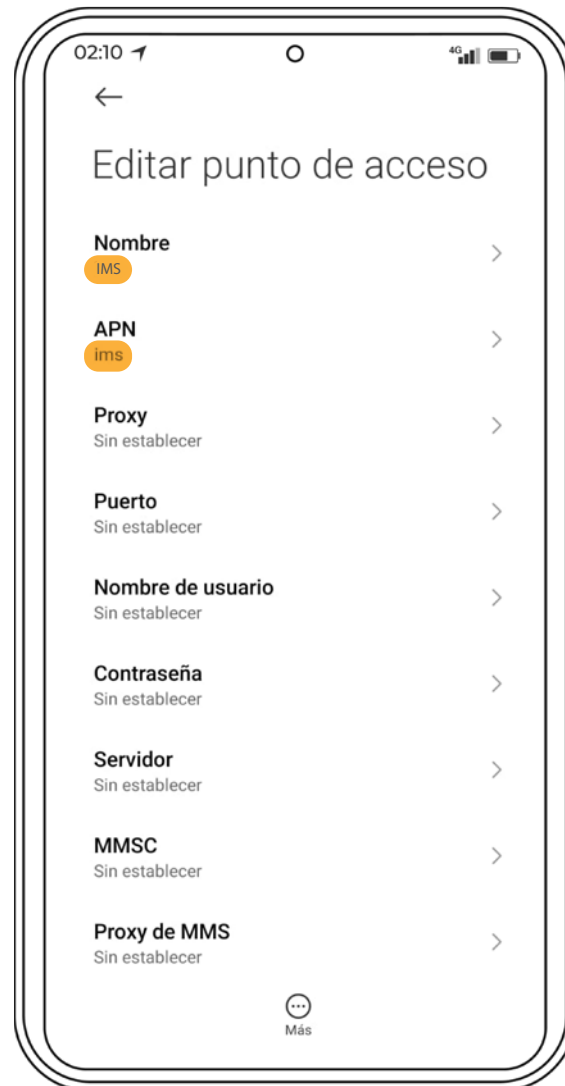 02:10
4G
Editar punto de acceso
Nombre
IMS
APN
ims
Proxy
Sin establecer
Puerto
Sin establecer
Nombre de usuario
Sin establecer
Contraseña
Sin establecer
Servidor
Sin establecer
MMSC
Sin establecer
Proxy de MMS
Sin establecer
Más